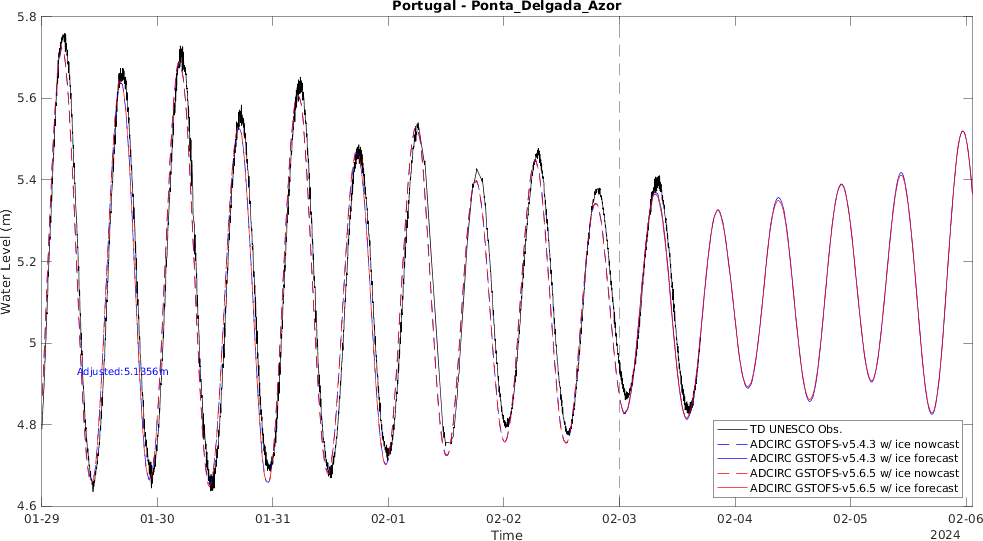 Portugal - Ponta_Delgada_Azor
5.8
5.6
5.4
5.2
5
4.8
4.6
Water Level (m)
Adjusted:5.1356m
TD UNESCO Obs.
ADCIRC GSTOFS-v5.4.3 w/ ice nowcast
ADCIRC GSTOFS-v5.4.3 w/ ice forecast
ADCIRC GSTOFS-v5.6.5 w/ ice nowcast
ADCIRC GSTOFS-v5.6.5 w/ ice forecast
01-29 01-30 01-31 02-01 02-02 02-03 02-04 02-05 02-06
Time
2024